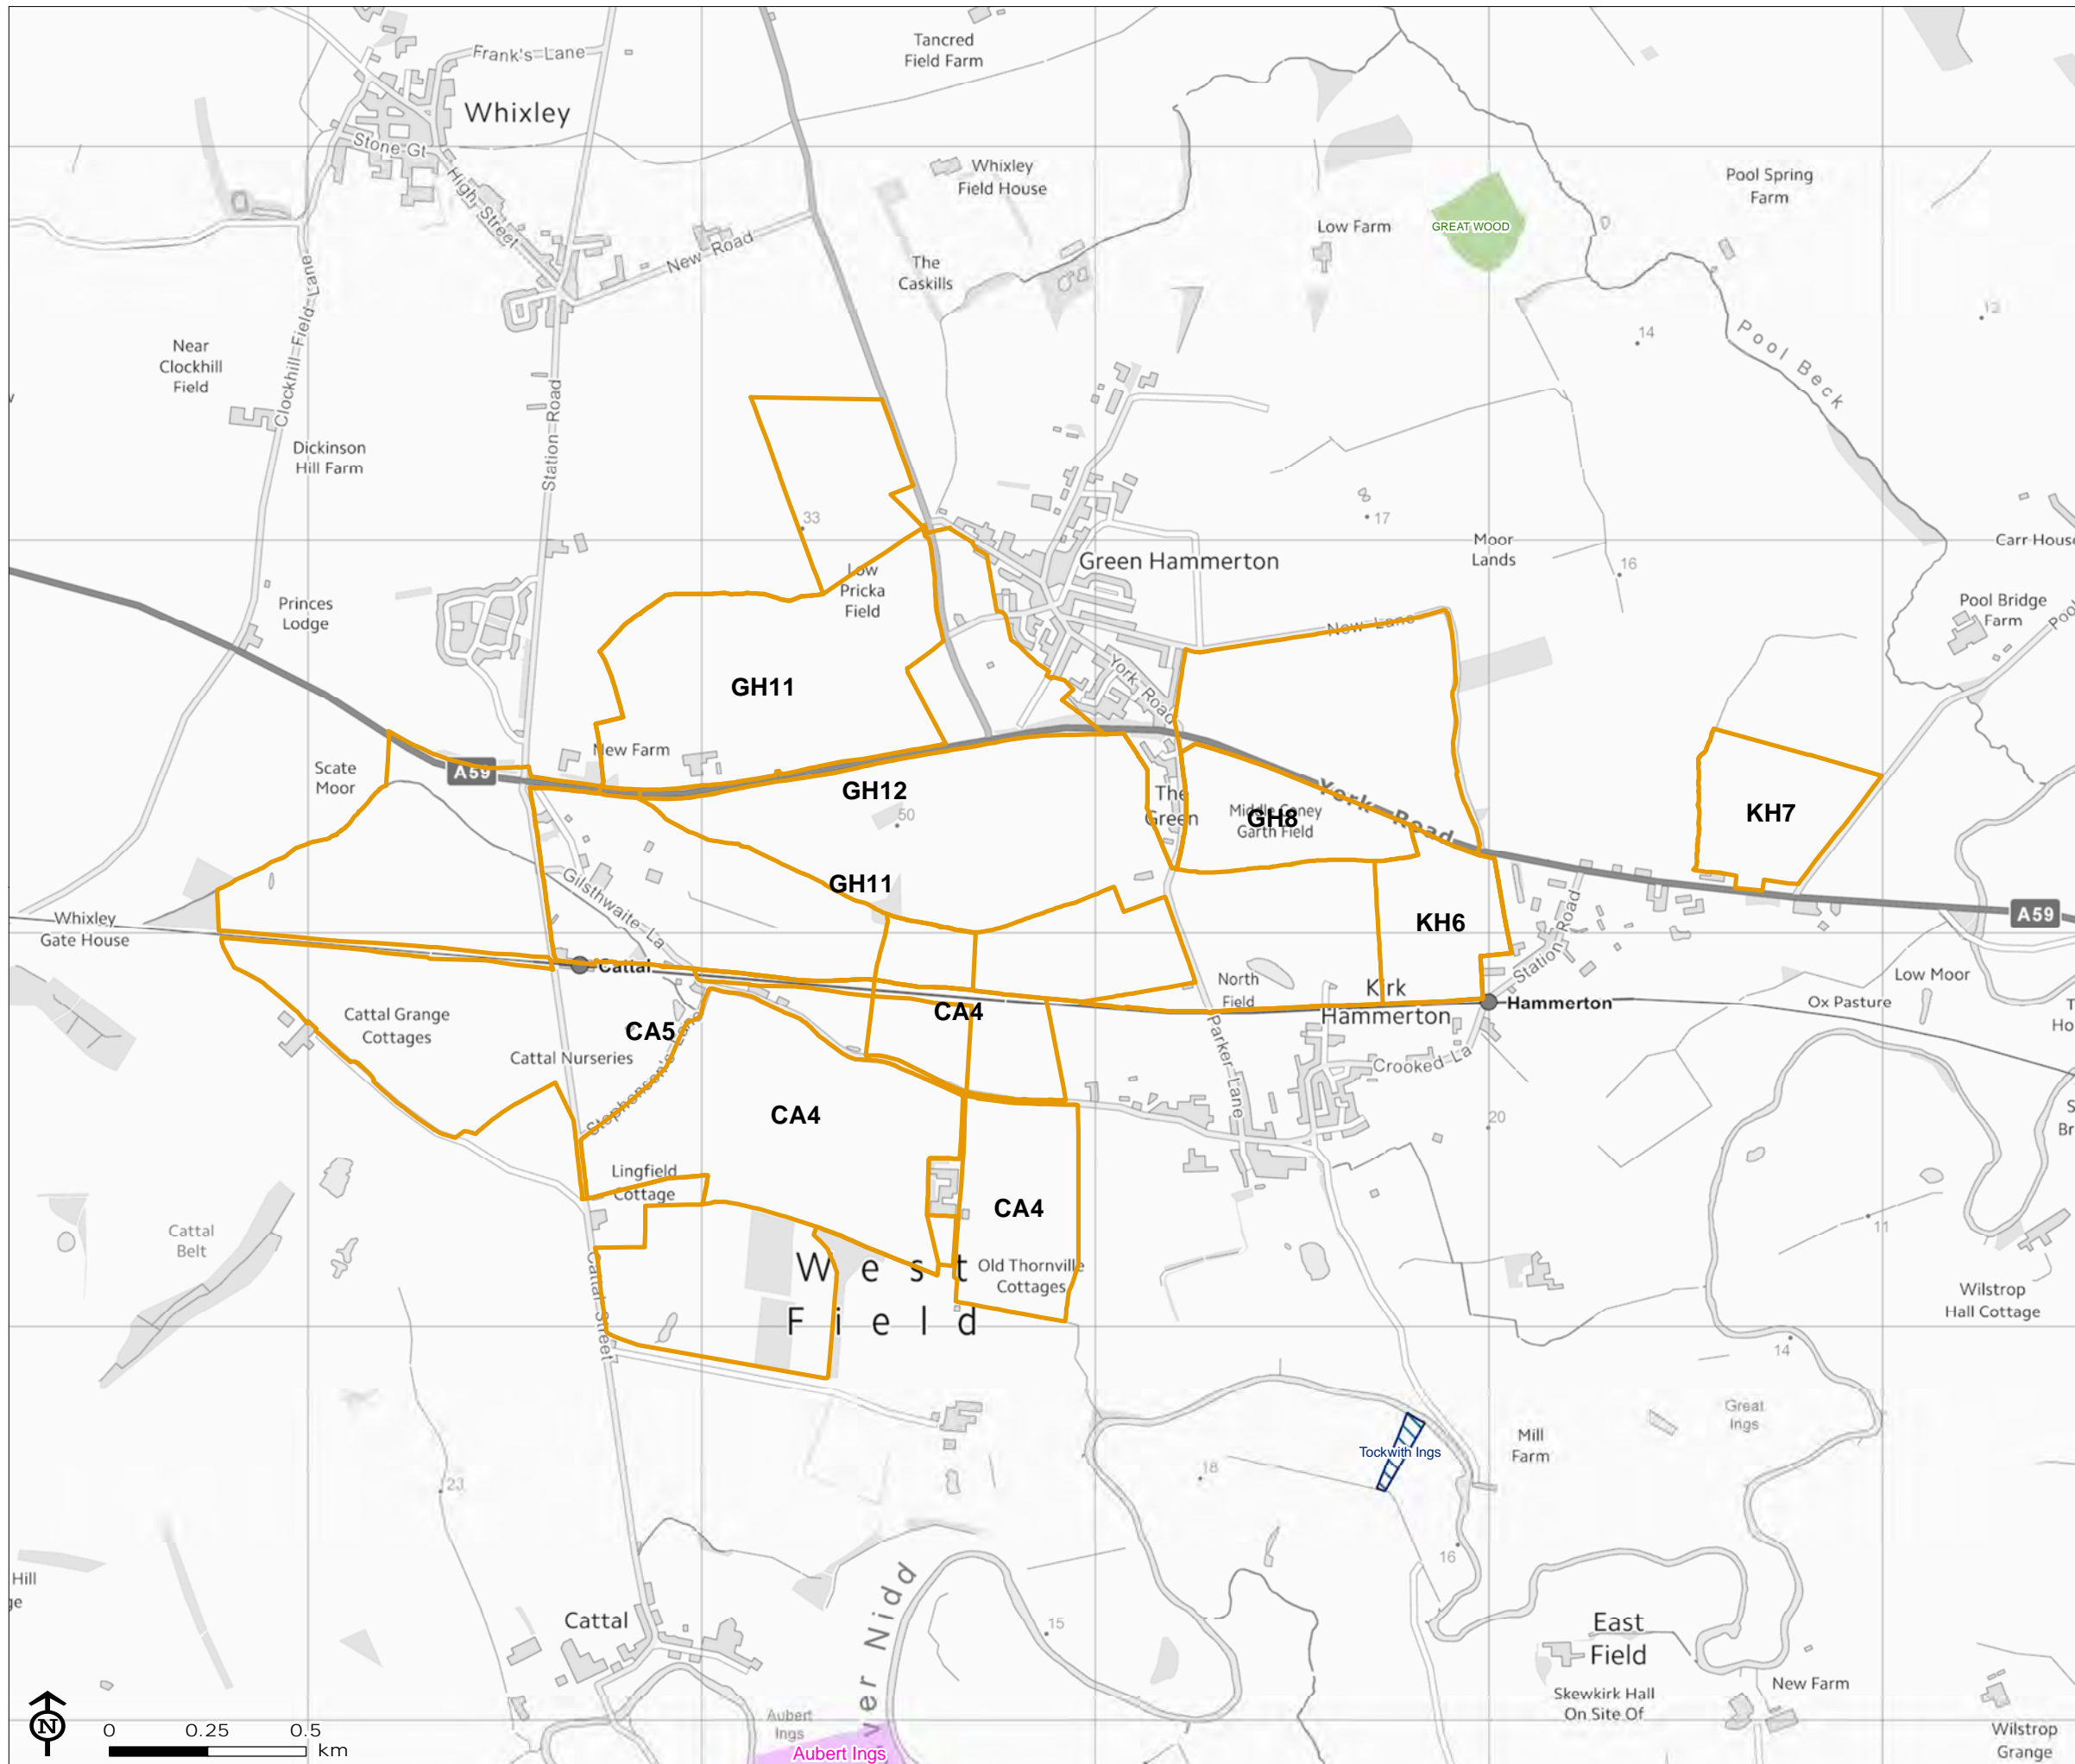 Tancred
Field Farm
Frank's Lane
Whixley
Stone Gt
High Street
Whixley
Field House
Pool Spring
Farm
Low Farm
GREAT WOOD
New Road
The
Caskills
Clockhill Field Lane
13
14
Pool Beck
Near
Clockhill
Field
Station Road
Dickinson
Hill Farm
33
17
Green Hammerton
Moor
Lands
Carr House
16
Low
Pricka
Field
Princes
Lodge
Pool Bridge
Farm
Pool
New Lane
York Road
GH11
New Farm
Scate
Moor
A59
GH12
50
The
Green
Middle Coney
Garth Field
GH8
York Road
KH7
GH11
Gilsthwaite La
Whixley
Gate House
KH6
Station Road
A59
Cattal
North
Field
Kirk
Hammerton
Hammerton
Low Moor
Ox Pasture
Cattal Grange
Cottages
CA5
CA4
Cattal Nurseries
Stephenson's Lane
Parker Lane
Crooked La
CA4
20
Lingfield
Cottage
CA4
Cattal
Belt
11
Cattal Street
West
Field
Old Thornville
Cottages
Wilstrop
Hall Cottage
14
Great
Ings
Tockwith Ings
Mill
Farm
18
23
16
Hill
River Nidd
15
Cattal
East
Field
New Farm
Skewkirk Hall
On Site Of
Aubert
Ings
Aubert Ings
Wilstrop
Grange
N
0 0.25 0.5
km